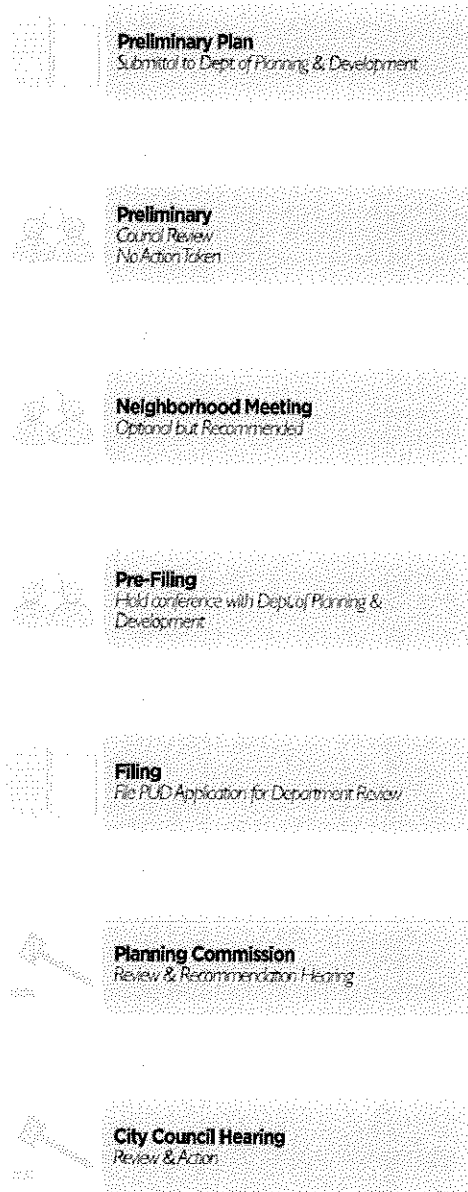 Preliminary Plan
Submittal to Dept. of Planning & Development
Preliminary
Council Review
No Action Taken
Neighborhood Meeting
Optional but Recommended
Pre-Filing
Hold conference with Dept. of Planning &
Development
Filing
File PUD Application for Department Review
Planning Commission
Review & Recommendation Hearing
City Council Hearing
Review & Action